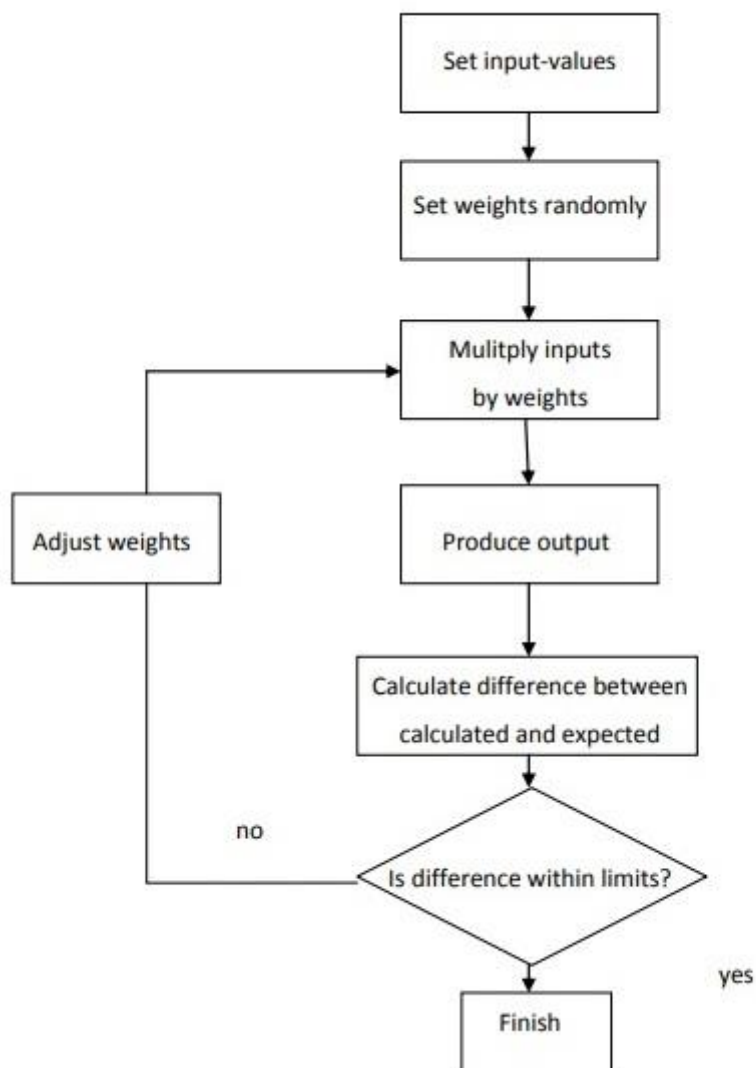 Set input-values
Set weights randomly
Mulitply inputs
by weights
Adjust weights
Produce output
Calculate difference between
calculated and expected
no
Is difference within limits?
yes
Finish